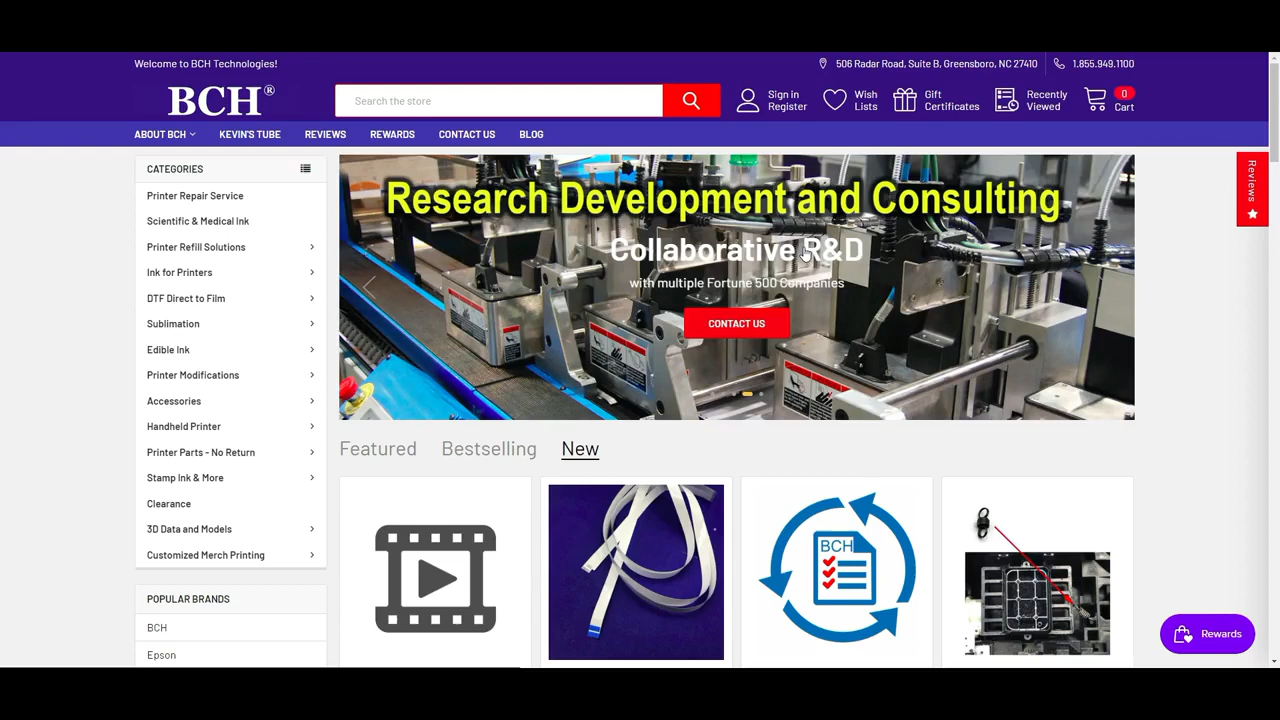 Welcome to BCH Technologies!
506 Radar Road, Suite B, Greensboro, NC 27410
1.855.949.1100
BCH®
Search the store
Sign in
Register
Wish
Lists
Gift
Certificates
Recently
Viewed
0
Cart
ABOUT BCH
KEVIN'S TUBE
REVIEWS
REWARDS
CONTACT US
BLOG
CATEGORIES
Printer Repair Service
Scientific & Medical Ink
Printer Refill Solutions
Ink for Printers
DTF Direct to Film
Sublimation
Edible Ink
Printer Modifications
Accessories
Handheld Printer
Printer Parts - No Return
Stamp Ink & More
Clearance
3D Data and Models
Customized Merch Printing
POPULAR BRANDS
BCH
Epson
Research Development and Consulting
Collaborative R&D
with multiple Fortune 500 Companies
CONTACT US
Reviews
Featured
Bestselling
New
BCH
Rewards